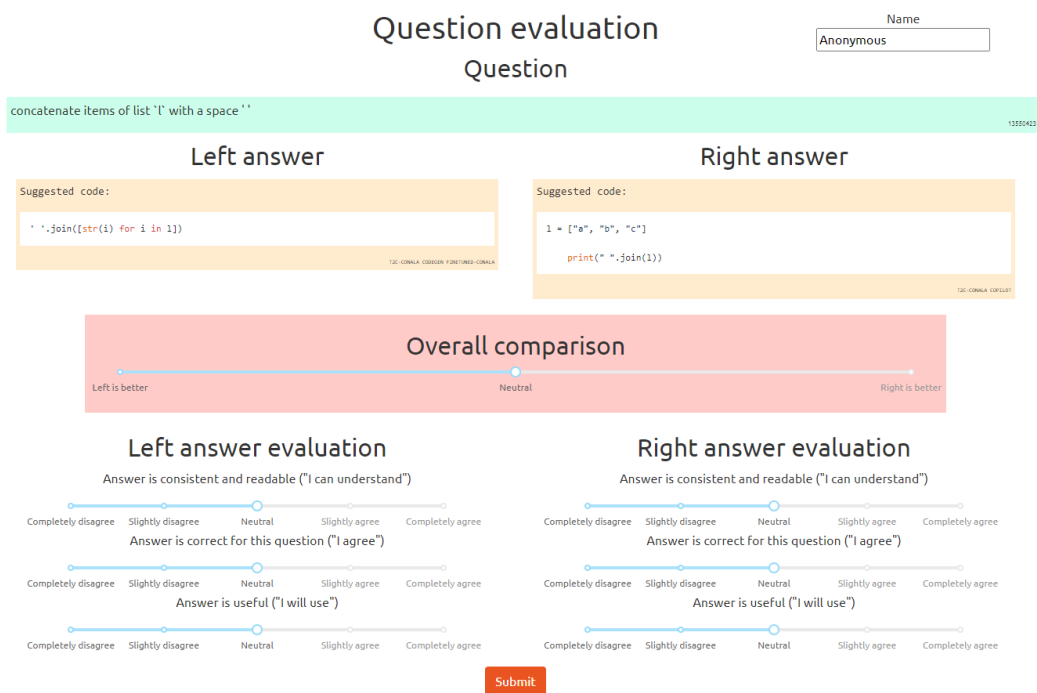 Question evaluation
Name
Anonymous
Question
concatenate items of list `l` with a space ' '
13550423
Left answer
Right answer
Suggested code:
' '.join([str(i) for i in l])
T2C-CONALA CODEGEN FINETUNED-CONALA
Suggested code:
l = ["a", "b", "c"]
print(" ".join(l))
T2C-CONALA COPILOT
Overall comparison
Left is better Neutral Right is better
Left answer evaluation
Answer is consistent and readable ("I can understand")
Completely disagree Slightly disagree Neutral Slightly agree Completely agree
Answer is correct for this question ("I agree")
Completely disagree Slightly disagree Neutral Slightly agree Completely agree
Answer is useful ("I will use")
Completely disagree Slightly disagree Neutral Slightly agree Completely agree
Right answer evaluation
Answer is consistent and readable ("I can understand")
Completely disagree Slightly disagree Neutral Slightly agree Completely agree
Answer is correct for this question ("I agree")
Completely disagree Slightly disagree Neutral Slightly agree Completely agree
Answer is useful ("I will use")
Completely disagree Slightly disagree Neutral Slightly agree Completely agree
Submit